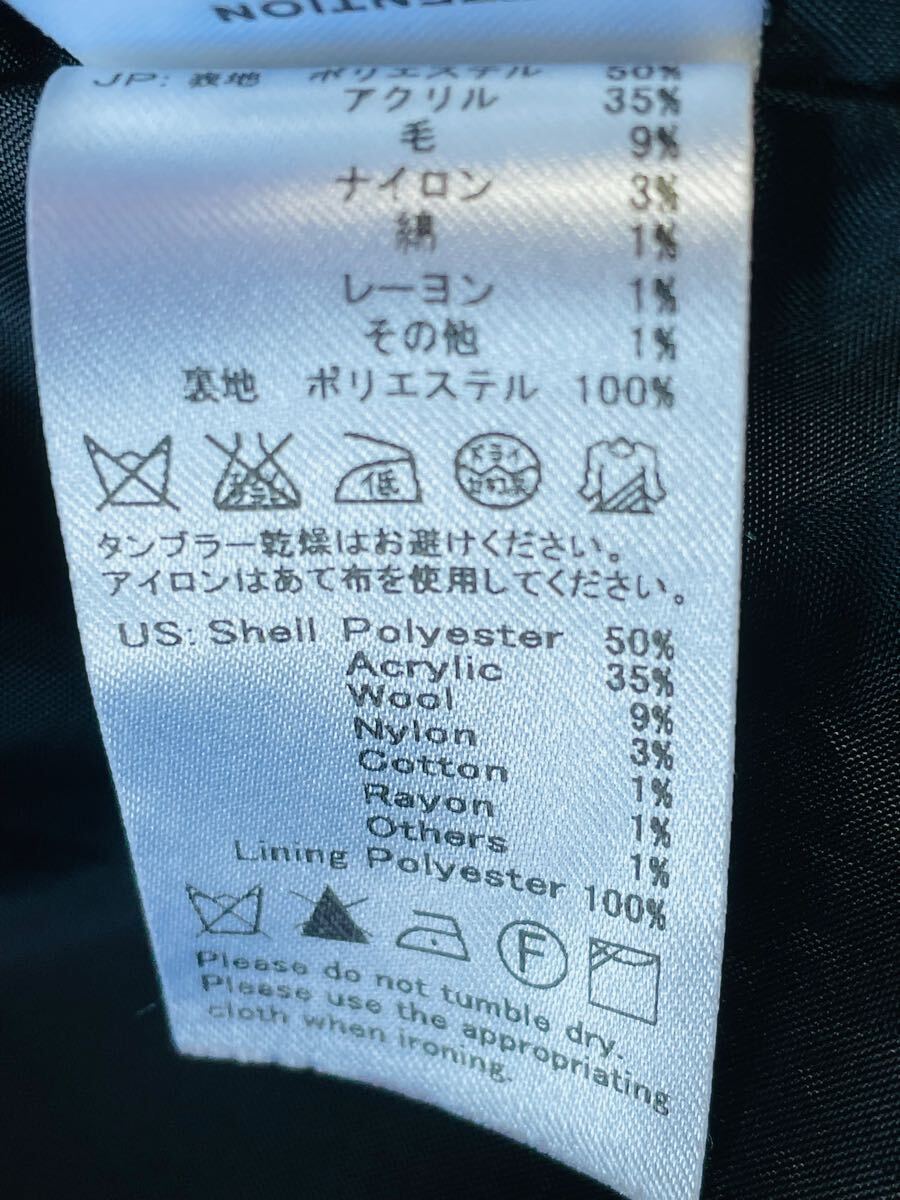 JP: 表地 ポリエステル 50%
アクリル 35%
毛 9%
ナイロン 3%
綿 1%
レーヨン 1%
その他 1%
裏地 ポリエステル 100%
低 ドライ
タンブラー乾燥はお避けください。
アイロンはあて布を使用してください。
US: Shell Polyester 50%
Acrylic 35%
Wool 9%
Nylon 3%
Cotton 1%
Rayon 1%
Others 1%
Lining Polyester 100%
F
Please do not tumble dry.
Please use the appropriating
cloth when ironing.